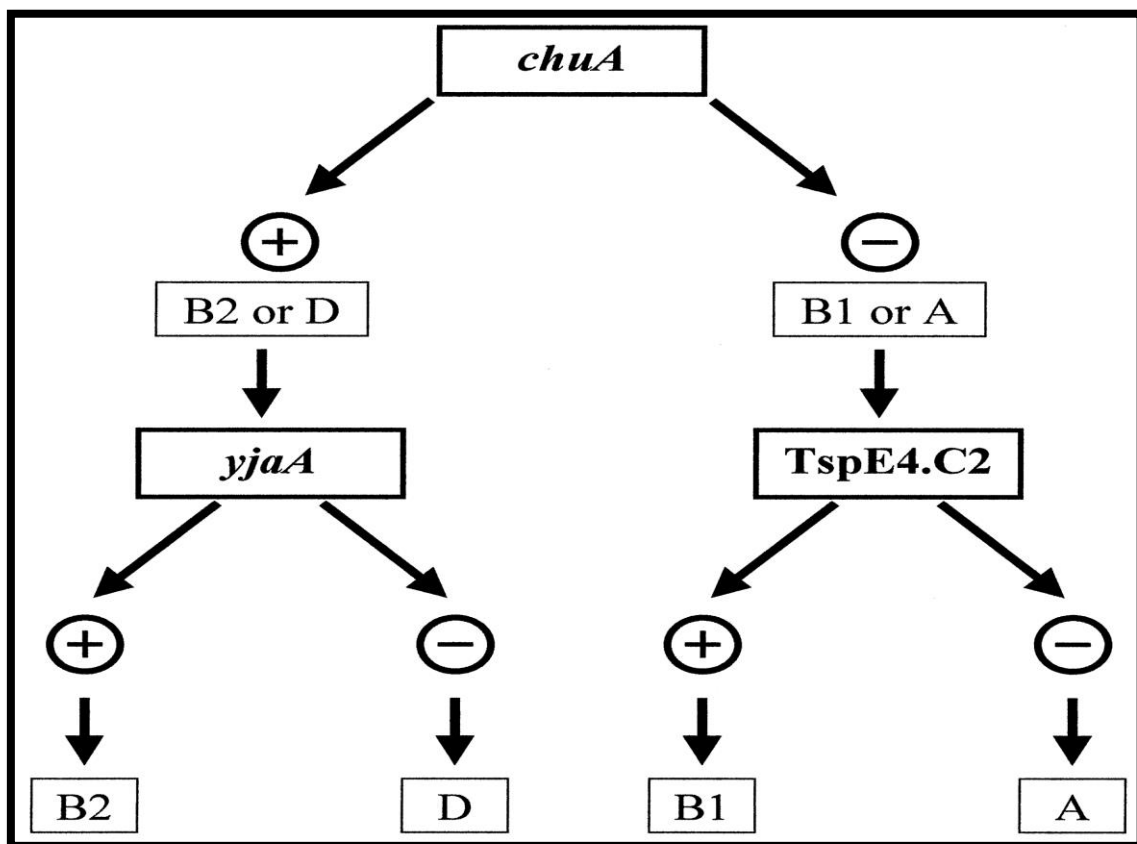 chuA
+
−
B2 or D
B1 or A
yjaA
TspE4.C2
+
−
+
−
B2
D
B1
A